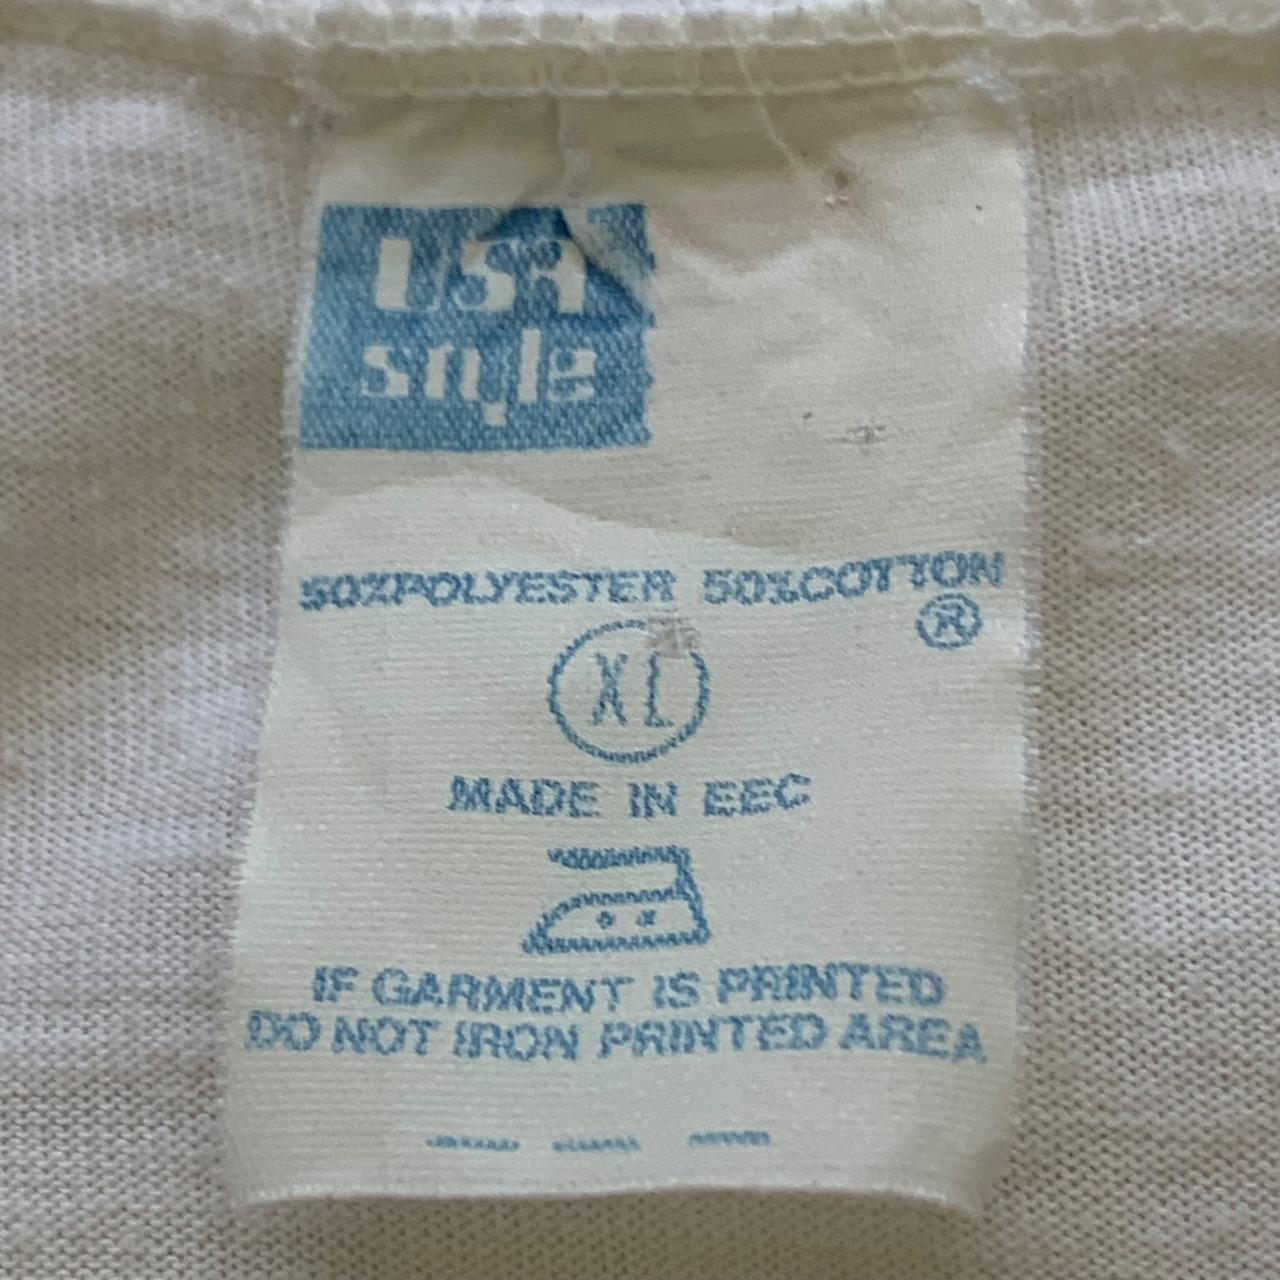 USA
style
50%POLYESTER 50%COTTON
®
XL
MADE IN EEC
IF GARMENT IS PRINTED
DO NOT IRON PRINTED AREA